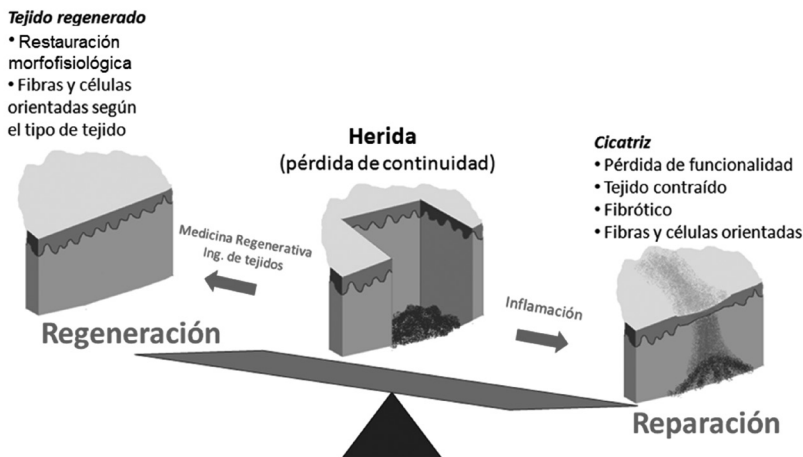 Tejido regenerado
• Restauración
morfofisiológica
• Fibras y células
orientadas según
el tipo de tejido
Herida
(pérdida de continuidad)
Cicatriz
• Pérdida de funcionalidad
• Tejido contraído
• Fibrótico
• Fibras y células orientadas
Medicina Regenerativa
Ing. de tejidos
Inflamación
Regeneración
Reparación